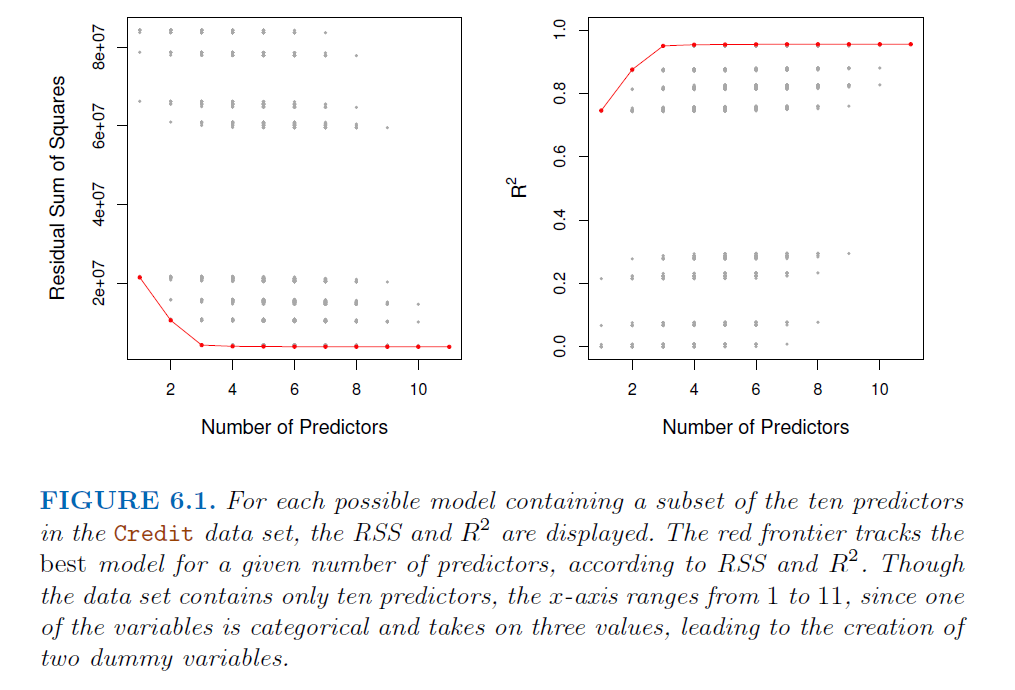 Residual Sum of Squares
8e+07
6e+07
4e+07
2e+07
2 4 6 8 10
Number of Predictors
R²
1.0
0.8
0.6
0.4
0.2
0.0
2 4 6 8 10
Number of Predictors
FIGURE 6.1. For each possible model containing a subset of the ten predictors
in the Credit data set, the RSS and R² are displayed. The red frontier tracks the
best model for a given number of predictors, according to RSS and R². Though
the data set contains only ten predictors, the x-axis ranges from 1 to 11, since one
of the variables is categorical and takes on three values, leading to the creation of
two dummy variables.